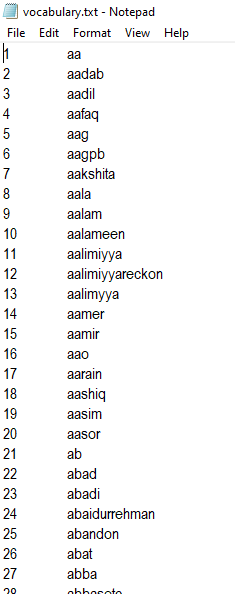 vocabulary.txt - Notepad
File Edit Format View Help
1 aa
2 aadab
3 aadil
4 aafaq
5 aag
6 aagpb
7 aakshita
8 aala
9 aalam
10 aalameen
11 aalimiyya
12 aalimiyyareckon
13 aalimyya
14 aamer
15 aamir
16 aao
17 aarain
18 aashiq
19 aasim
20 aasor
21 ab
22 abad
23 abadi
24 abaidurrehman
25 abandon
26 abat
27 abba
28